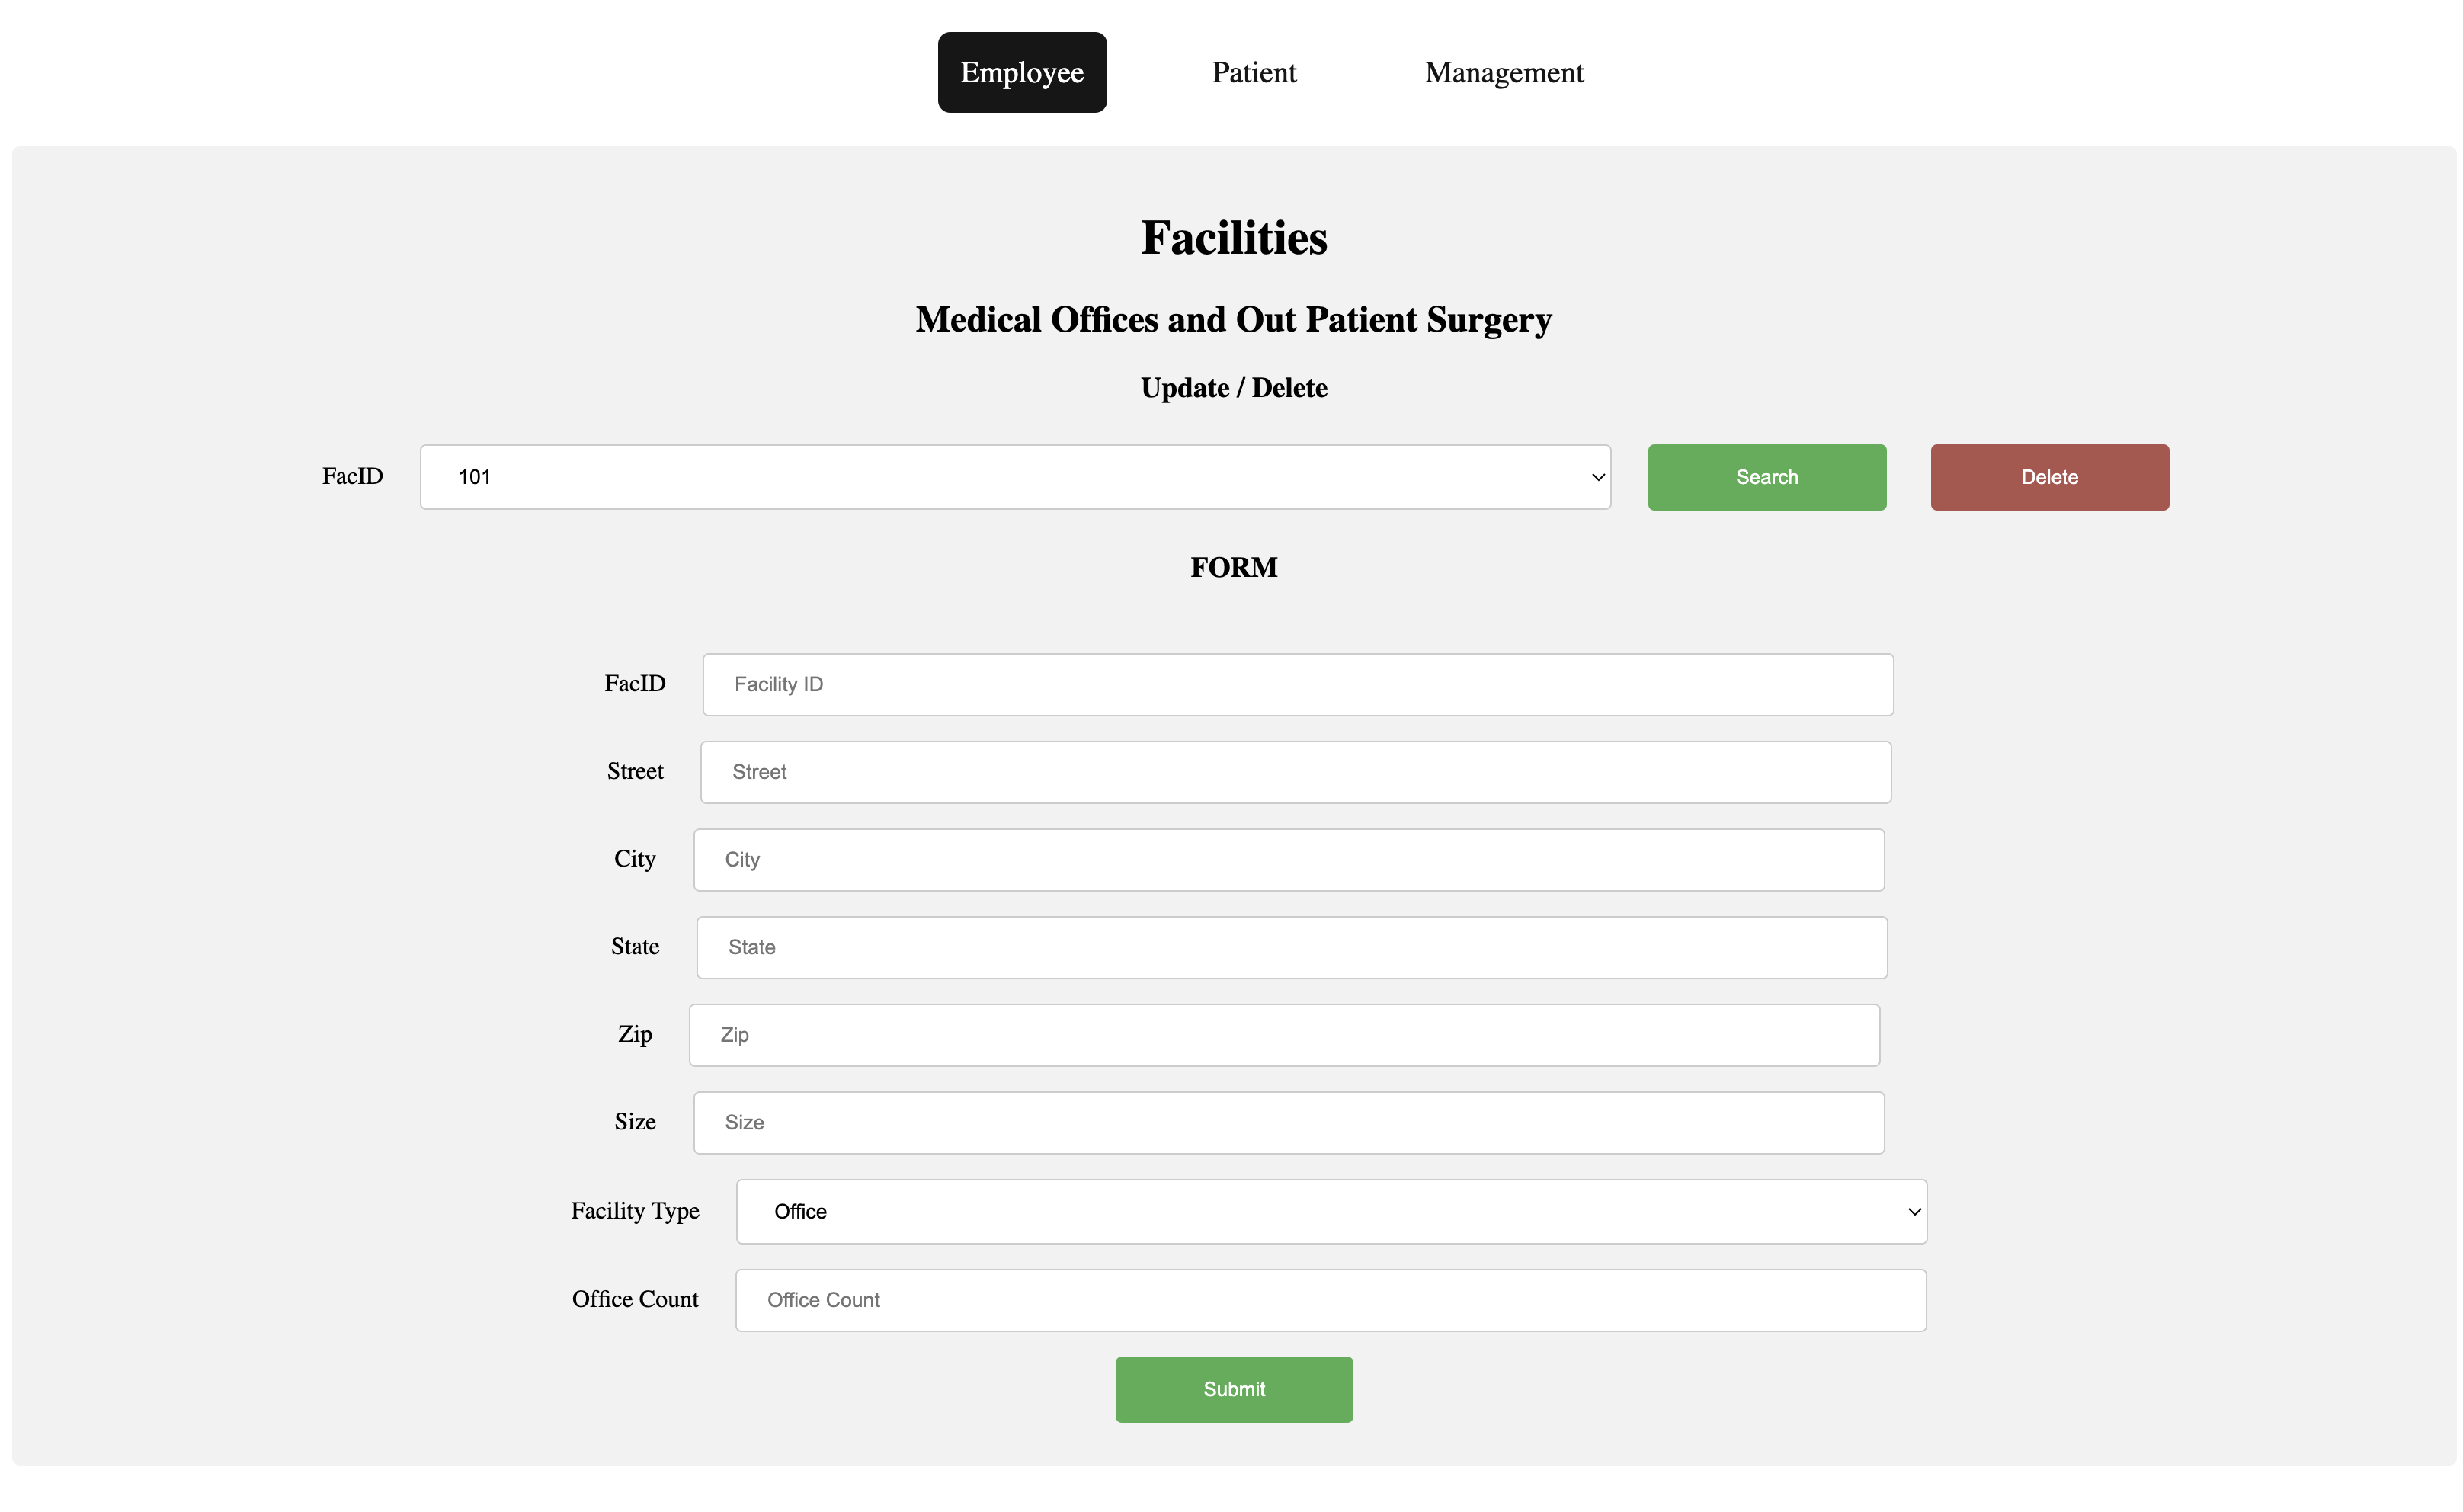 Employee Patient Management
Facilities
Medical Offices and Out Patient Surgery
Update / Delete
FacID 101 Search Delete
FORM
FacID Facility ID
Street Street
City City
State State
Zip Zip
Size Size
Facility Type Office
Office Count Office Count
Submit